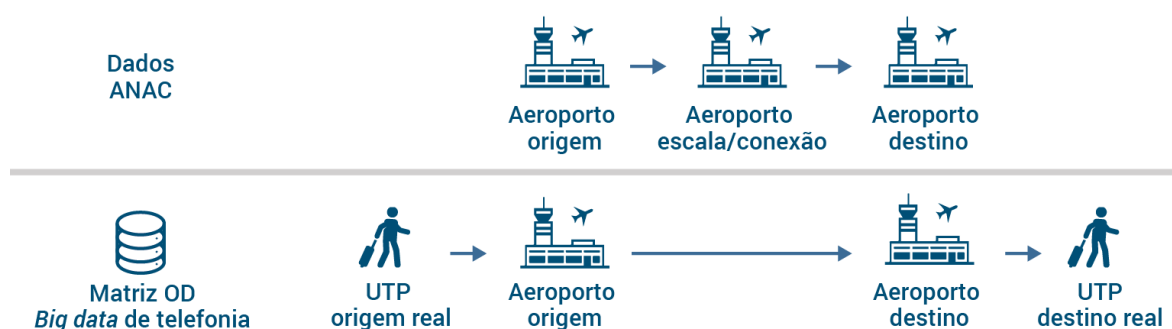 Dados
ANAC
Aeroporto
origem
Aeroporto
escala/conexão
Aeroporto
destino
Matriz OD
Big data de telefonia
UTP
origem real
Aeroporto
origem
Aeroporto
destino
UTP
destino real